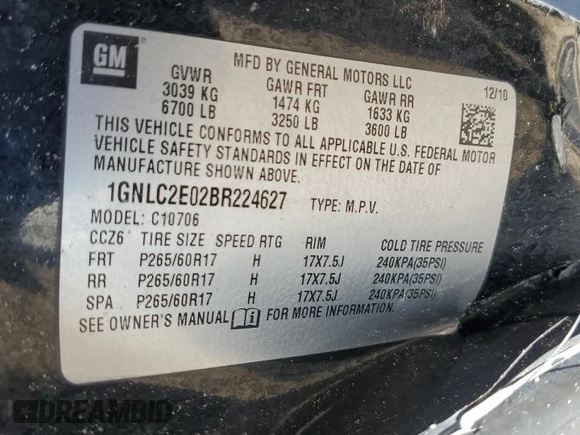 GM
MFD BY GENERAL MOTORS LLC
12/10
GVWR GAWR FRT GAWR RR
3039 KG 1474 KG 1633 KG
6700 LB 3250 LB 3600 LB
THIS VEHICLE CONFORMS TO ALL APPLICABLE U.S. FEDERAL MOTOR
VEHICLE SAFETY STANDARDS IN EFFECT ON THE DATE OF
MANUFACTURE SHOWN ABOVE.
1GNLC2E02BR224627 TYPE: M.P.V.
MODEL: C10706
CCZ6 TIRE SIZE SPEED RTG RIM COLD TIRE PRESSURE
FRT P265/60R17 H 17X7.5J 240KPA(35PSI)
RR P265/60R17 H 17X7.5J 240KPA(35PSI)
SPA P265/60R17 H 17X7.5J 240KPA(35PSI)
SEE OWNER'S MANUAL FOR MORE INFORMATION.
DREAMBID